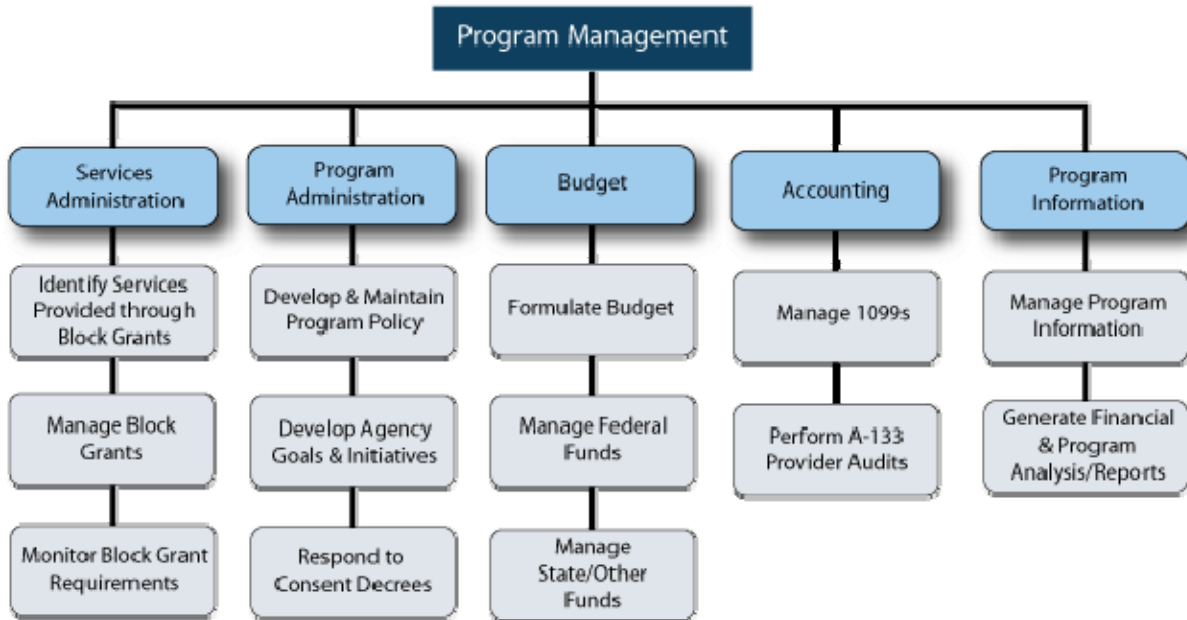 Program Management
Services
Administration
Program
Administration
Budget
Accounting
Program
Information
Identify Services
Provided through
Block Grants
Develop & Maintain
Program Policy
Formulate Budget
Manage 1099s
Manage Program
Information
Manage Block
Grants
Develop Agency
Goals & Initiatives
Manage Federal
Funds
Perform A-133
Provider Audits
Generate Financial
& Program
Analysis/Reports
Monitor Block Grant
Requirements
Respond to
Consent Decrees
Manage
State/Other
Funds